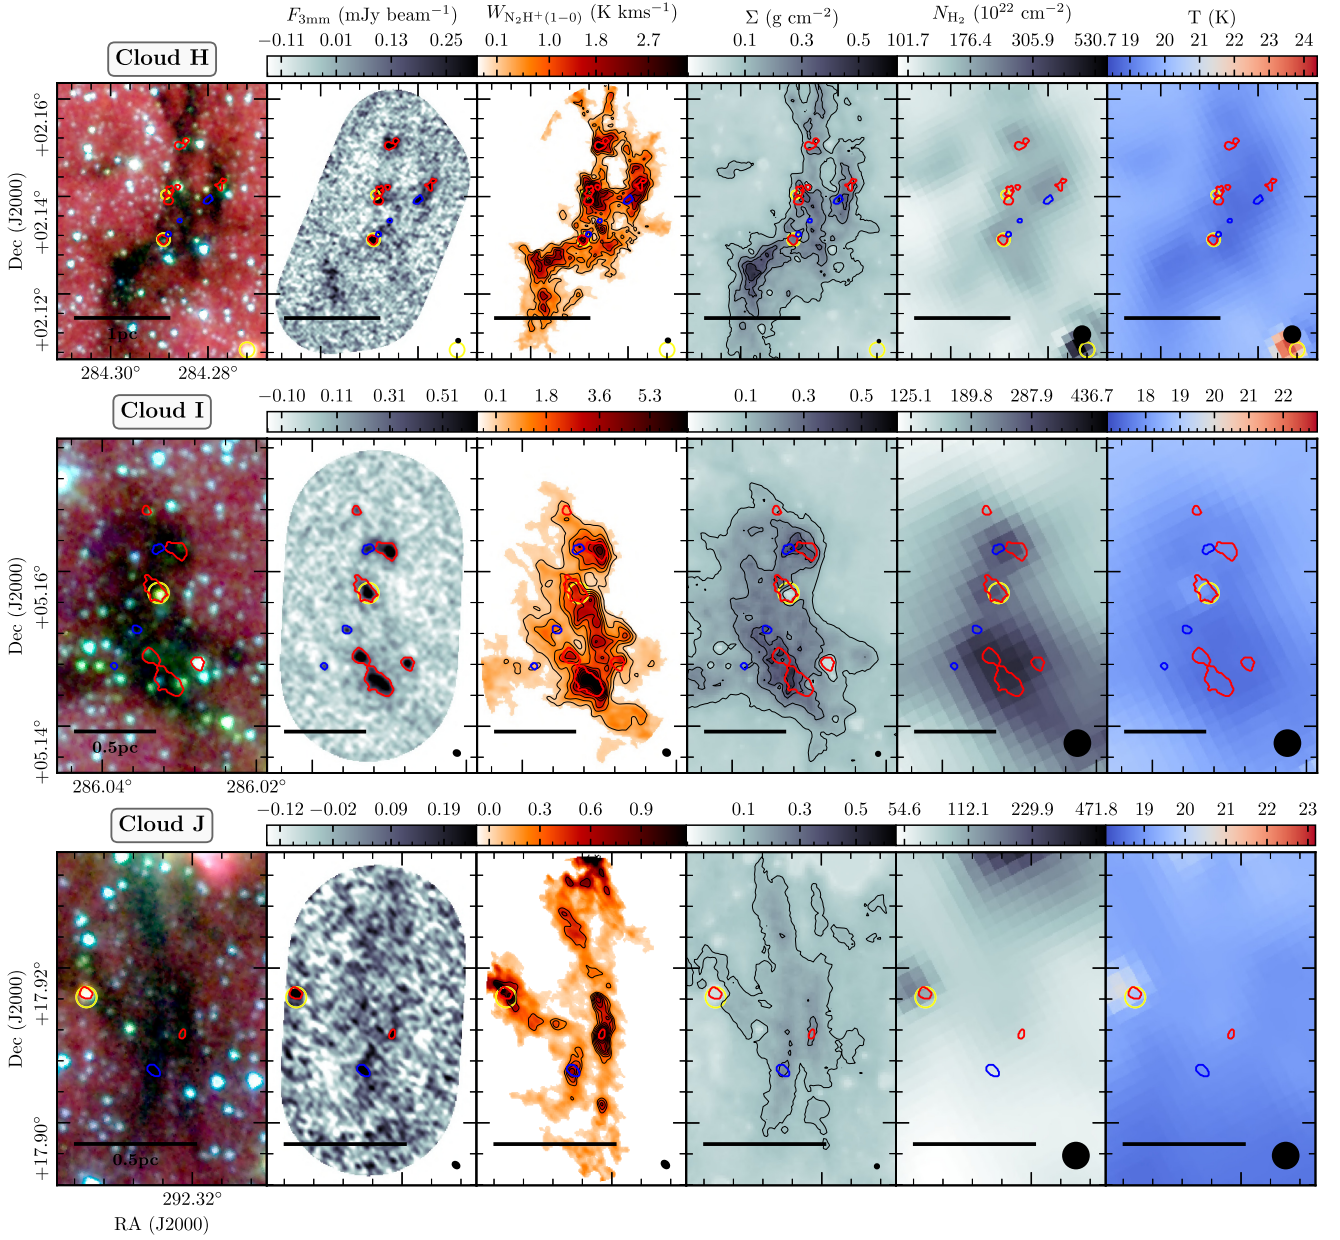 F3mm (mJy beam−1) WN2H+(1−0) (K kms−1) Σ (g cm−2) NH2 (10^22 cm−2) T (K)
−0.11 0.01 0.13 0.25 0.1 1.0 1.8 2.7 0.1 0.3 0.5 101.7 176.4 305.9 530.7 19 20 21 22 23 24
Cloud H
+02.16°
+02.14°
+02.12°
Dec (J2000)
1pc
284.30° 284.28°
−0.10 0.11 0.31 0.51 0.1 1.8 3.6 5.3 0.1 0.3 0.5 125.1 189.8 287.9 436.7 18 19 20 21 22
Cloud I
+05.16°
+05.14°
Dec (J2000)
0.5pc
286.04° 286.02°
−0.12 −0.02 0.09 0.19 0.0 0.3 0.6 0.9 0.1 0.3 0.5 54.6 112.1 229.9 471.8 19 20 21 22 23
Cloud J
+17.92°
+17.90°
Dec (J2000)
0.5pc
292.32°
RA (J2000)